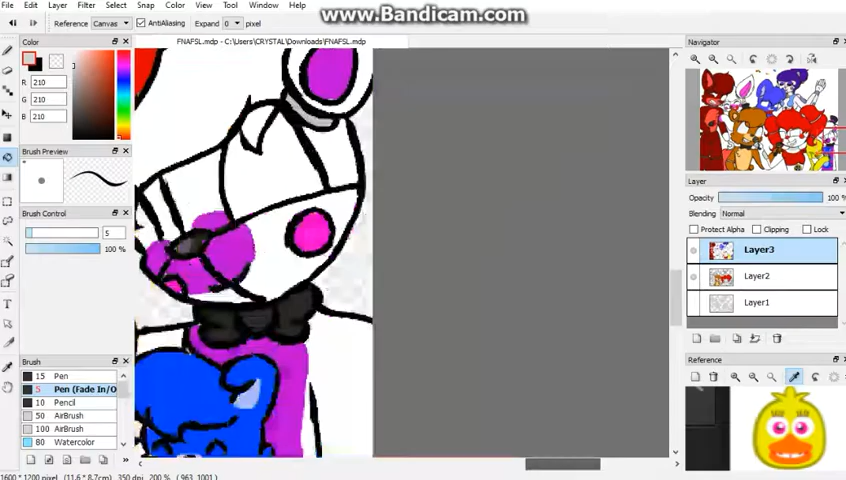 www.Bandicam.com
File Edit View Layer Filter Select Snap Color Tool Window Help
Reference Canvas AntiAliasing Expand 0 pixel
FNAFSL.mdp - C:\Users\CRYSTAL\Downloads\FNAFSL.mdp
Color
R 210
G 210
B 210
Brush Preview
Brush Control
5
100 %
Brush
15 Pen
5 Pen (Fade In/O
10 Pencil
50 AirBrush
100 AirBrush
80 Watercolor
1600 * 1200 pixel (11.6 * 8.7cm) 350 dpi 200 % ( 963, 1001 )
Navigator
Layer
Opacity 100 %
Blending Normal
Protect Alpha Clipping Lock
Layer3
Layer2
Layer1
Reference